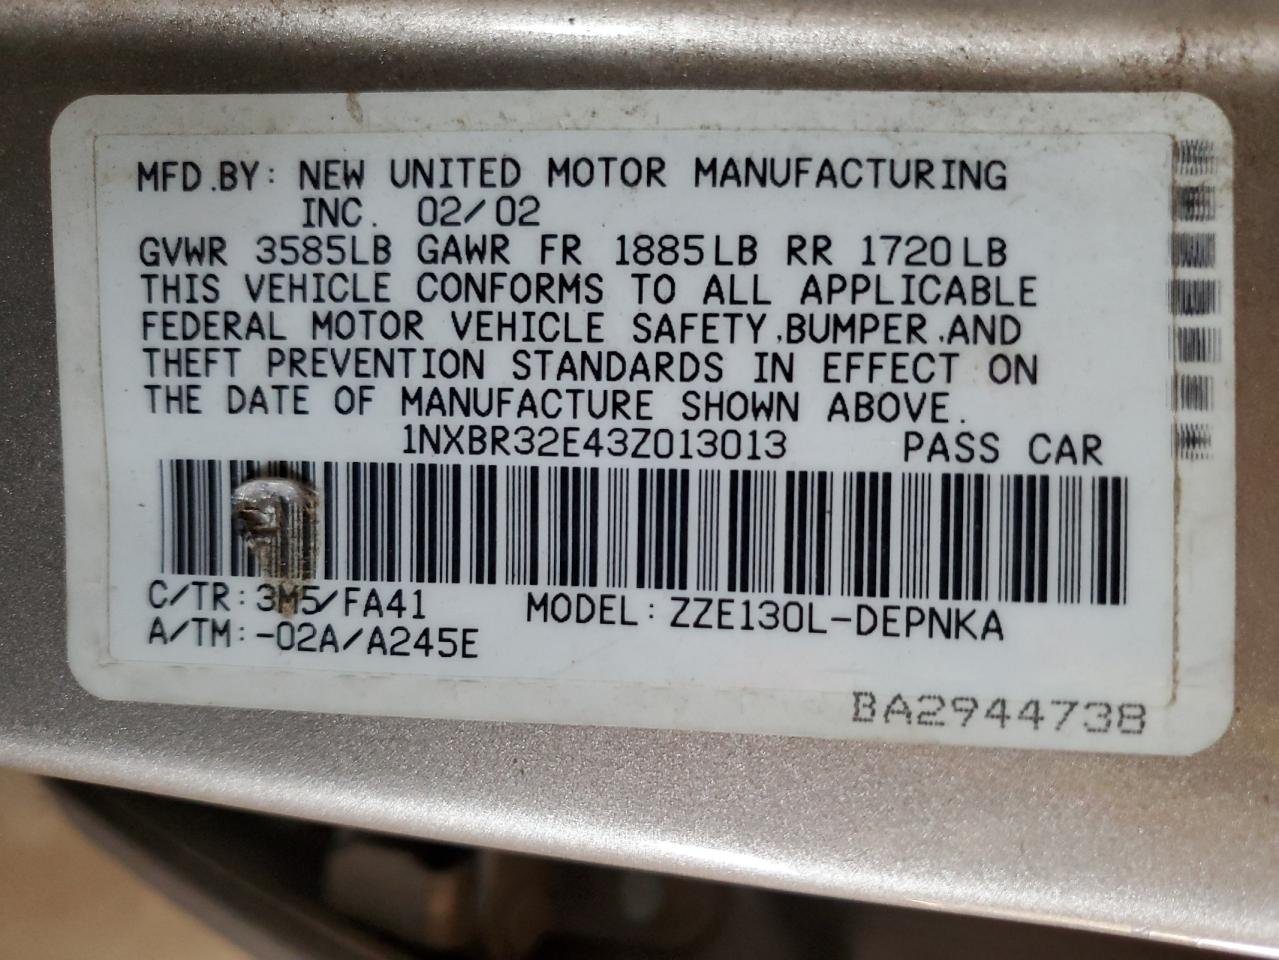 MFD.BY: NEW UNITED MOTOR MANUFACTURING
INC. 02/02
GVWR 3585LB GAWR FR 1885LB RR 1720LB
THIS VEHICLE CONFORMS TO ALL APPLICABLE
FEDERAL MOTOR VEHICLE SAFETY,BUMPER,AND
THEFT PREVENTION STANDARDS IN EFFECT ON
THE DATE OF MANUFACTURE SHOWN ABOVE.
1NXBR32E43Z013013 PASS CAR
C/TR:3M5/FA41 MODEL:ZZE130L-DEPNKA
A/TM:-02A/A245E
BA2944738